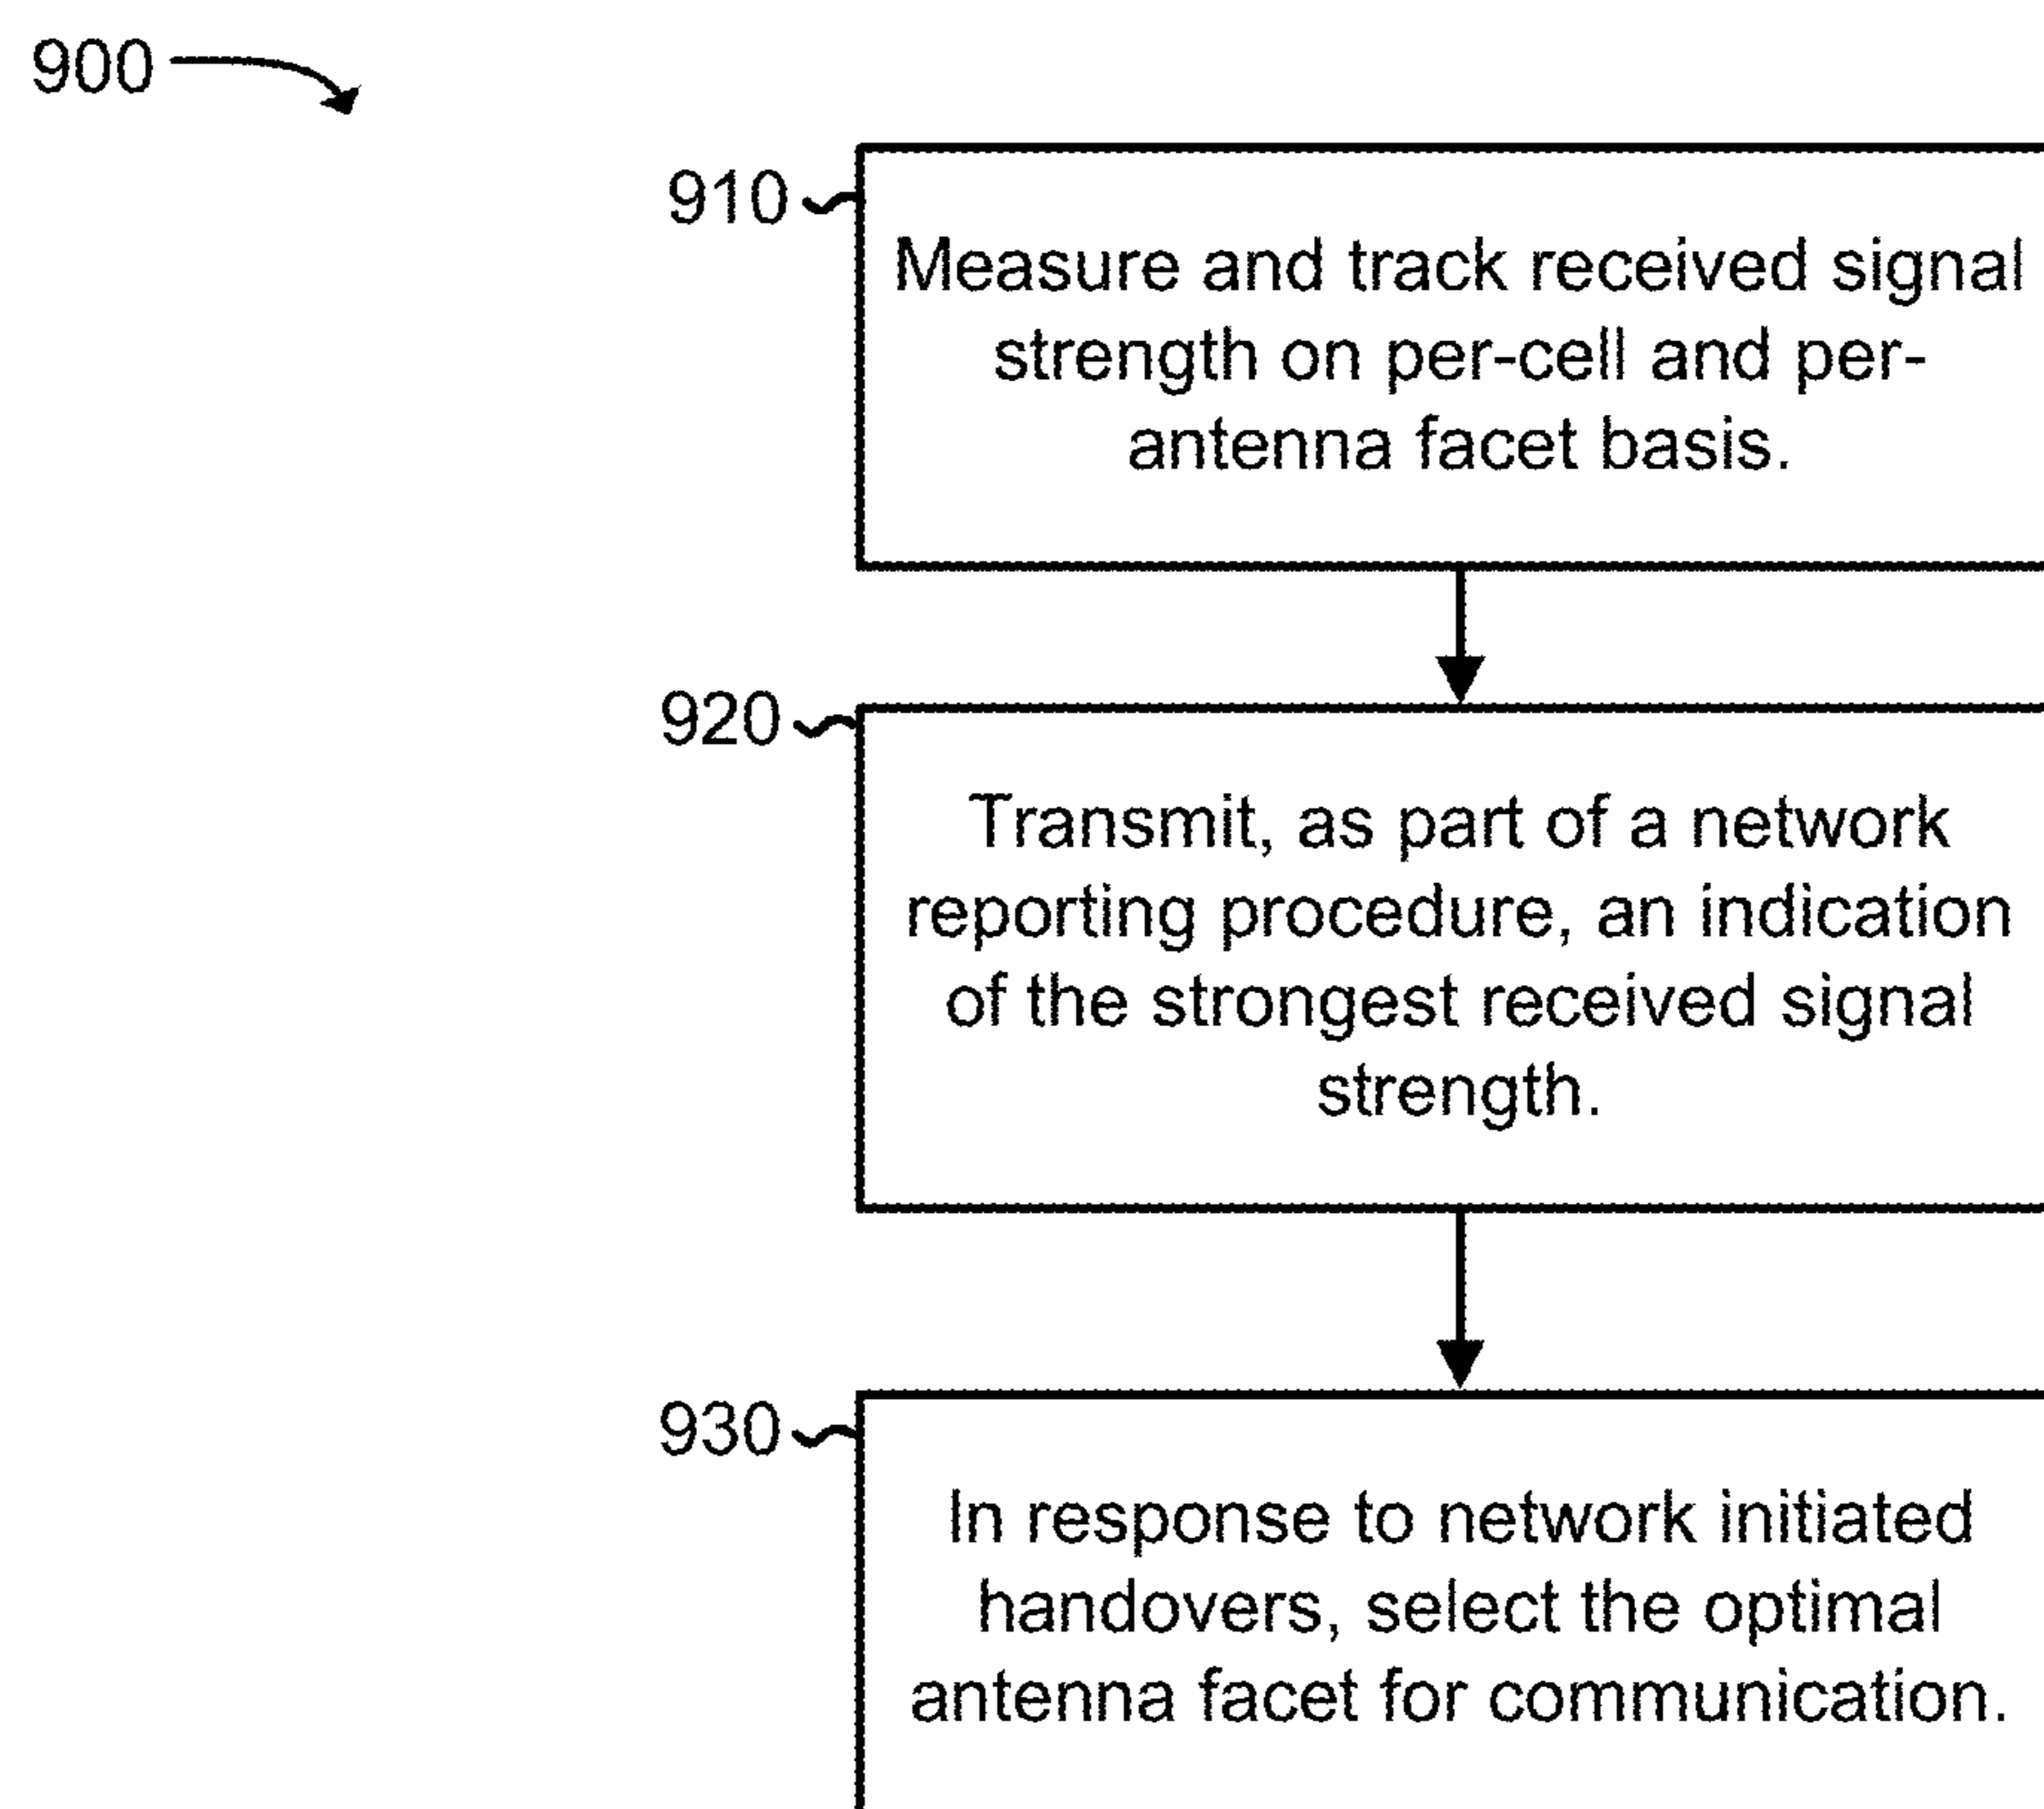 900
910
Measure and track received signal
strength on per-cell and per-
antenna facet basis.
920
Transmit, as part of a network
reporting procedure, an indication
of the strongest received signal
strength.
930
In response to network initiated
handovers, select the optimal
antenna facet for communication.